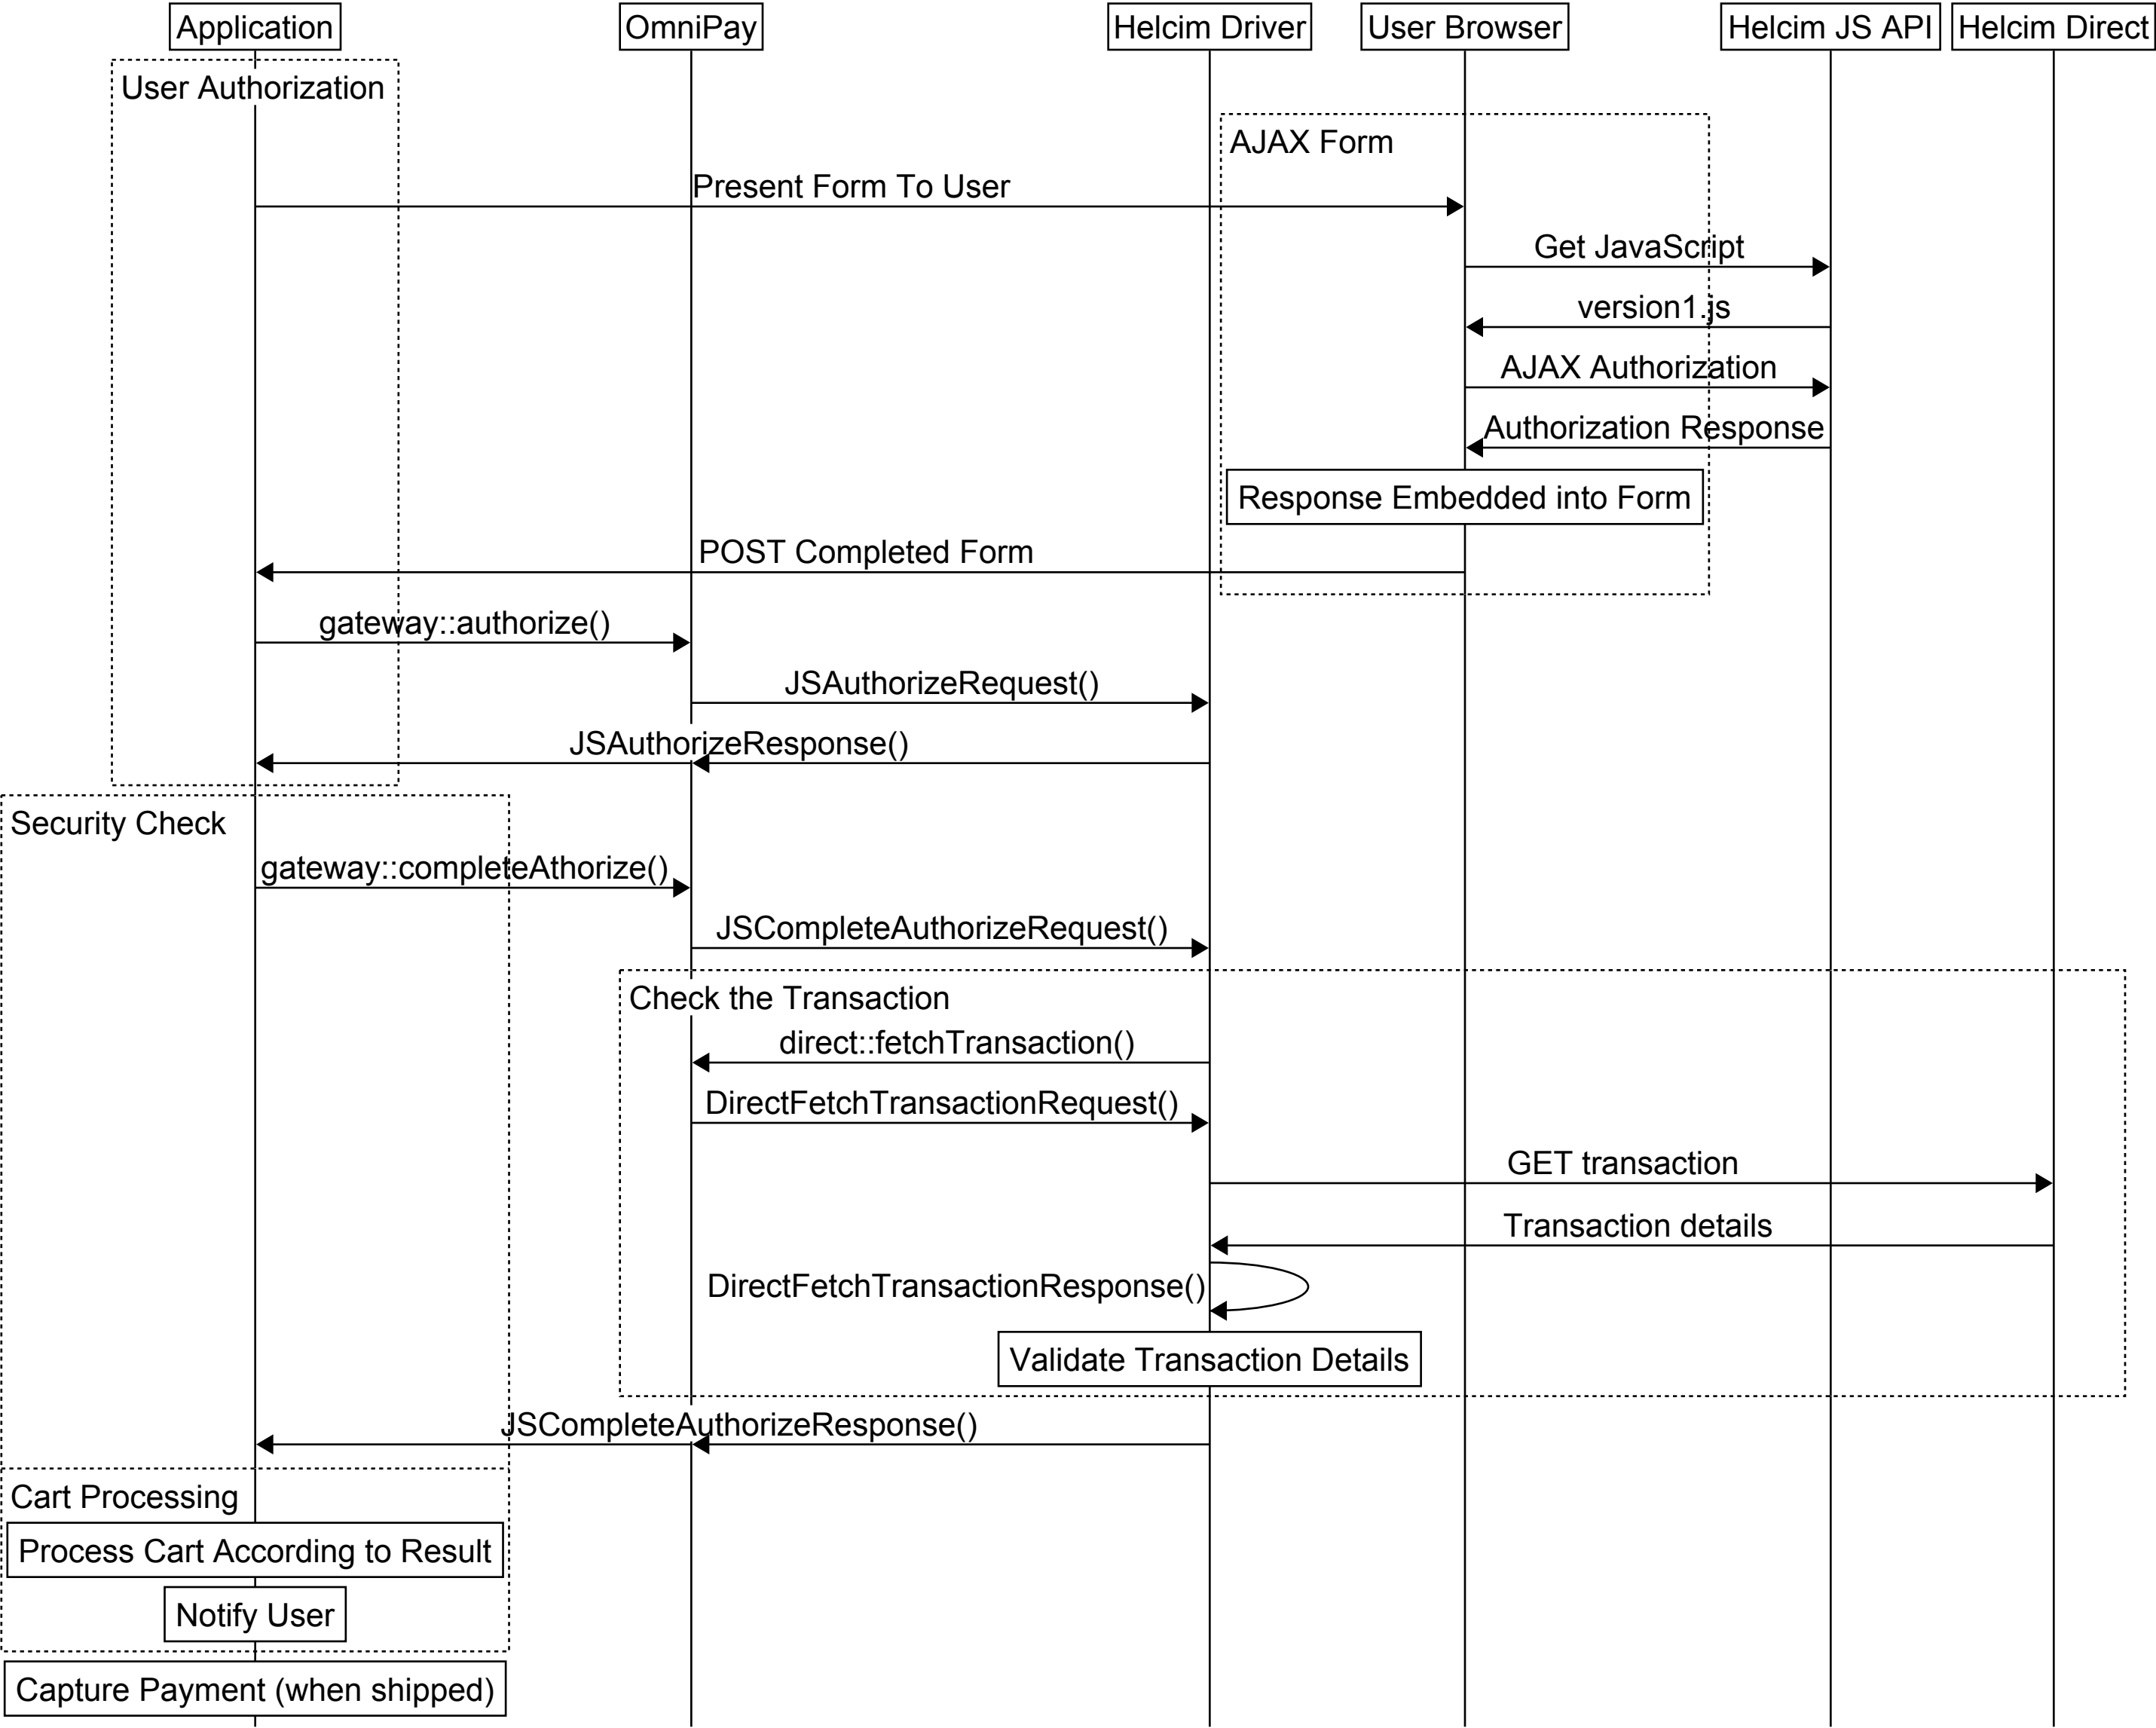 Application
OmniPay
Helcim Driver
User Browser
Helcim JS API
Helcim Direct
User Authorization
AJAX Form
Present Form To User
Get JavaScript
version1.js
AJAX Authorization
Authorization Response
Response Embedded into Form
POST Completed Form
gateway::authorize()
JSAuthorizeRequest()
JSAuthorizeResponse()
Security Check
gateway::completeAthorize()
JSCompleteAuthorizeRequest()
Check the Transaction
direct::fetchTransaction()
DirectFetchTransactionRequest()
GET transaction
Transaction details
DirectFetchTransactionResponse()
Validate Transaction Details
JSCompleteAuthorizeResponse()
Cart Processing
Process Cart According to Result
Notify User
Capture Payment (when shipped)